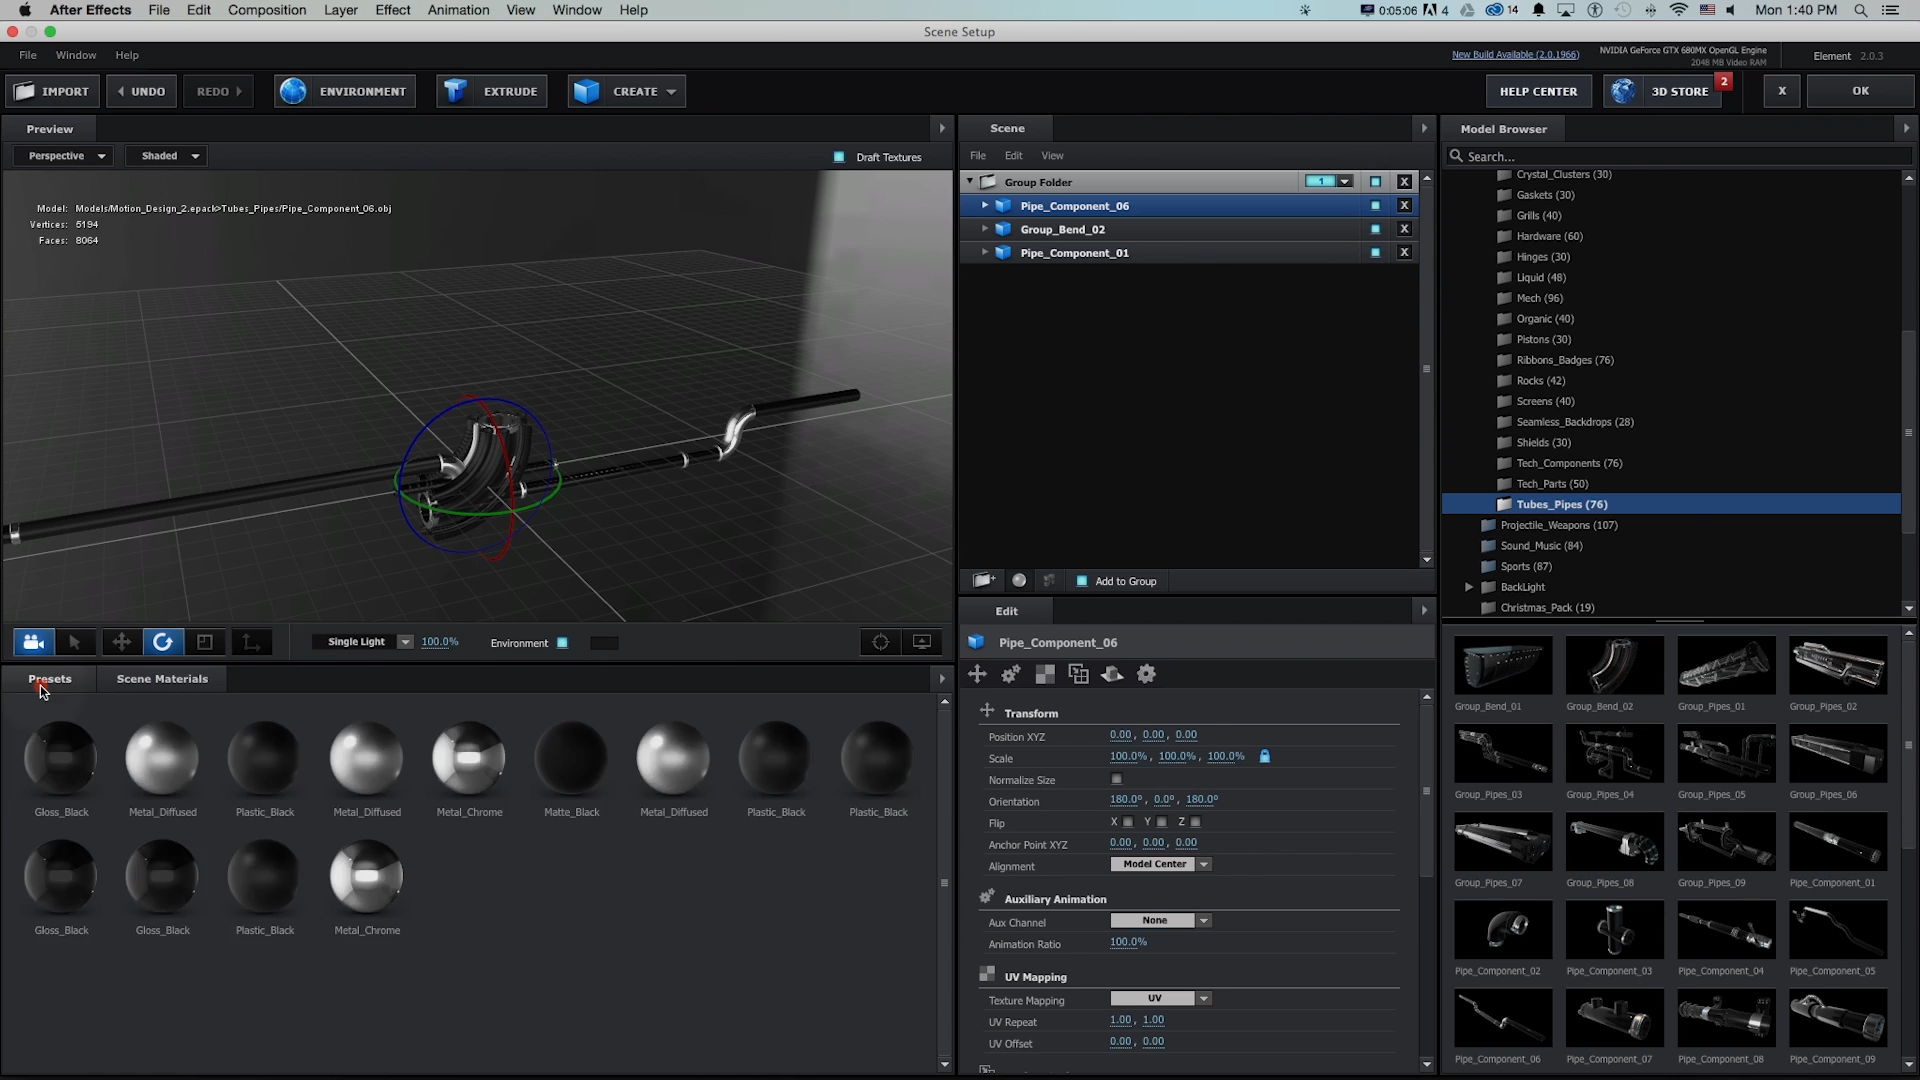 After Effects File Edit Composition Layer Effect Animation View Window Help 0:05:06 4 14 Mon 1:40 PM
Scene Setup
File Window Help New Build Available (2.0.1966) NVIDIA GeForce GTX 680MX OpenGL Engine
2048 MB Video RAM
Element 2.0.3
IMPORT UNDO REDO ENVIRONMENT EXTRUDE CREATE HELP CENTER 3D STORE 2 X OK
Preview
Perspective Shaded Draft Textures
Model: Models/Motion_Design_2.epack>Tubes_Pipes/Pipe_Component_06.obj
Vertices: 5194
Faces: 8064
Single Light 100.0% Environment
Presets Scene Materials
Gloss_Black Metal_Diffused Plastic_Black Metal_Diffused Metal_Chrome Matte_Black Metal_Diffused Plastic_Black Plastic_Black
Gloss_Black Gloss_Black Plastic_Black Metal_Chrome
Scene
File Edit View
Group Folder 1 X
Pipe_Component_06 X
Group_Bend_02 X
Pipe_Component_01 X
Add to Group
Edit
Pipe_Component_06
Transform
Position XYZ 0.00, 0.00, 0.00
Scale 100.0%, 100.0%, 100.0%
Normalize Size
Orientation 180.0°, 0.0°, 180.0°
Flip X Y Z
Anchor Point XYZ 0.00, 0.00, 0.00
Alignment Model Center
Auxiliary Animation
Aux Channel None
Animation Ratio 100.0%
UV Mapping
Texture Mapping UV
UV Repeat 1.00, 1.00
UV Offset 0.00, 0.00
Model Browser
Search...
Crystal_Clusters (30)
Gaskets (30)
Grills (40)
Hardware (60)
Hinges (30)
Liquid (48)
Mech (96)
Organic (40)
Pistons (30)
Ribbons_Badges (76)
Rocks (42)
Screens (40)
Seamless_Backdrops (28)
Shields (30)
Tech_Components (76)
Tech_Parts (50)
Tubes_Pipes (76)
Projectile_Weapons (107)
Sound_Music (84)
Sports (87)
BackLight
Christmas_Pack (19)
Group_Bend_01 Group_Bend_02 Group_Pipes_01 Group_Pipes_02
Group_Pipes_03 Group_Pipes_04 Group_Pipes_05 Group_Pipes_06
Group_Pipes_07 Group_Pipes_08 Group_Pipes_09 Pipe_Component_01
Pipe_Component_02 Pipe_Component_03 Pipe_Component_04 Pipe_Component_05
Pipe_Component_06 Pipe_Component_07 Pipe_Component_08 Pipe_Component_09